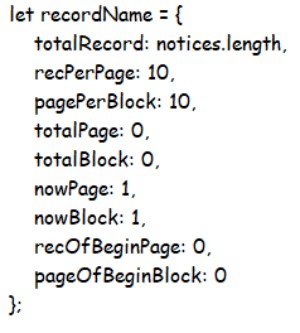 let recordName = {
totalRecord: notices.length,
recPerPage: 10,
pagePerBlock: 10,
totalPage: 0,
totalBlock: 0,
nowPage: 1,
nowBlock: 1,
recOfBeginPage: 0,
pageOfBeginBlock: 0
};